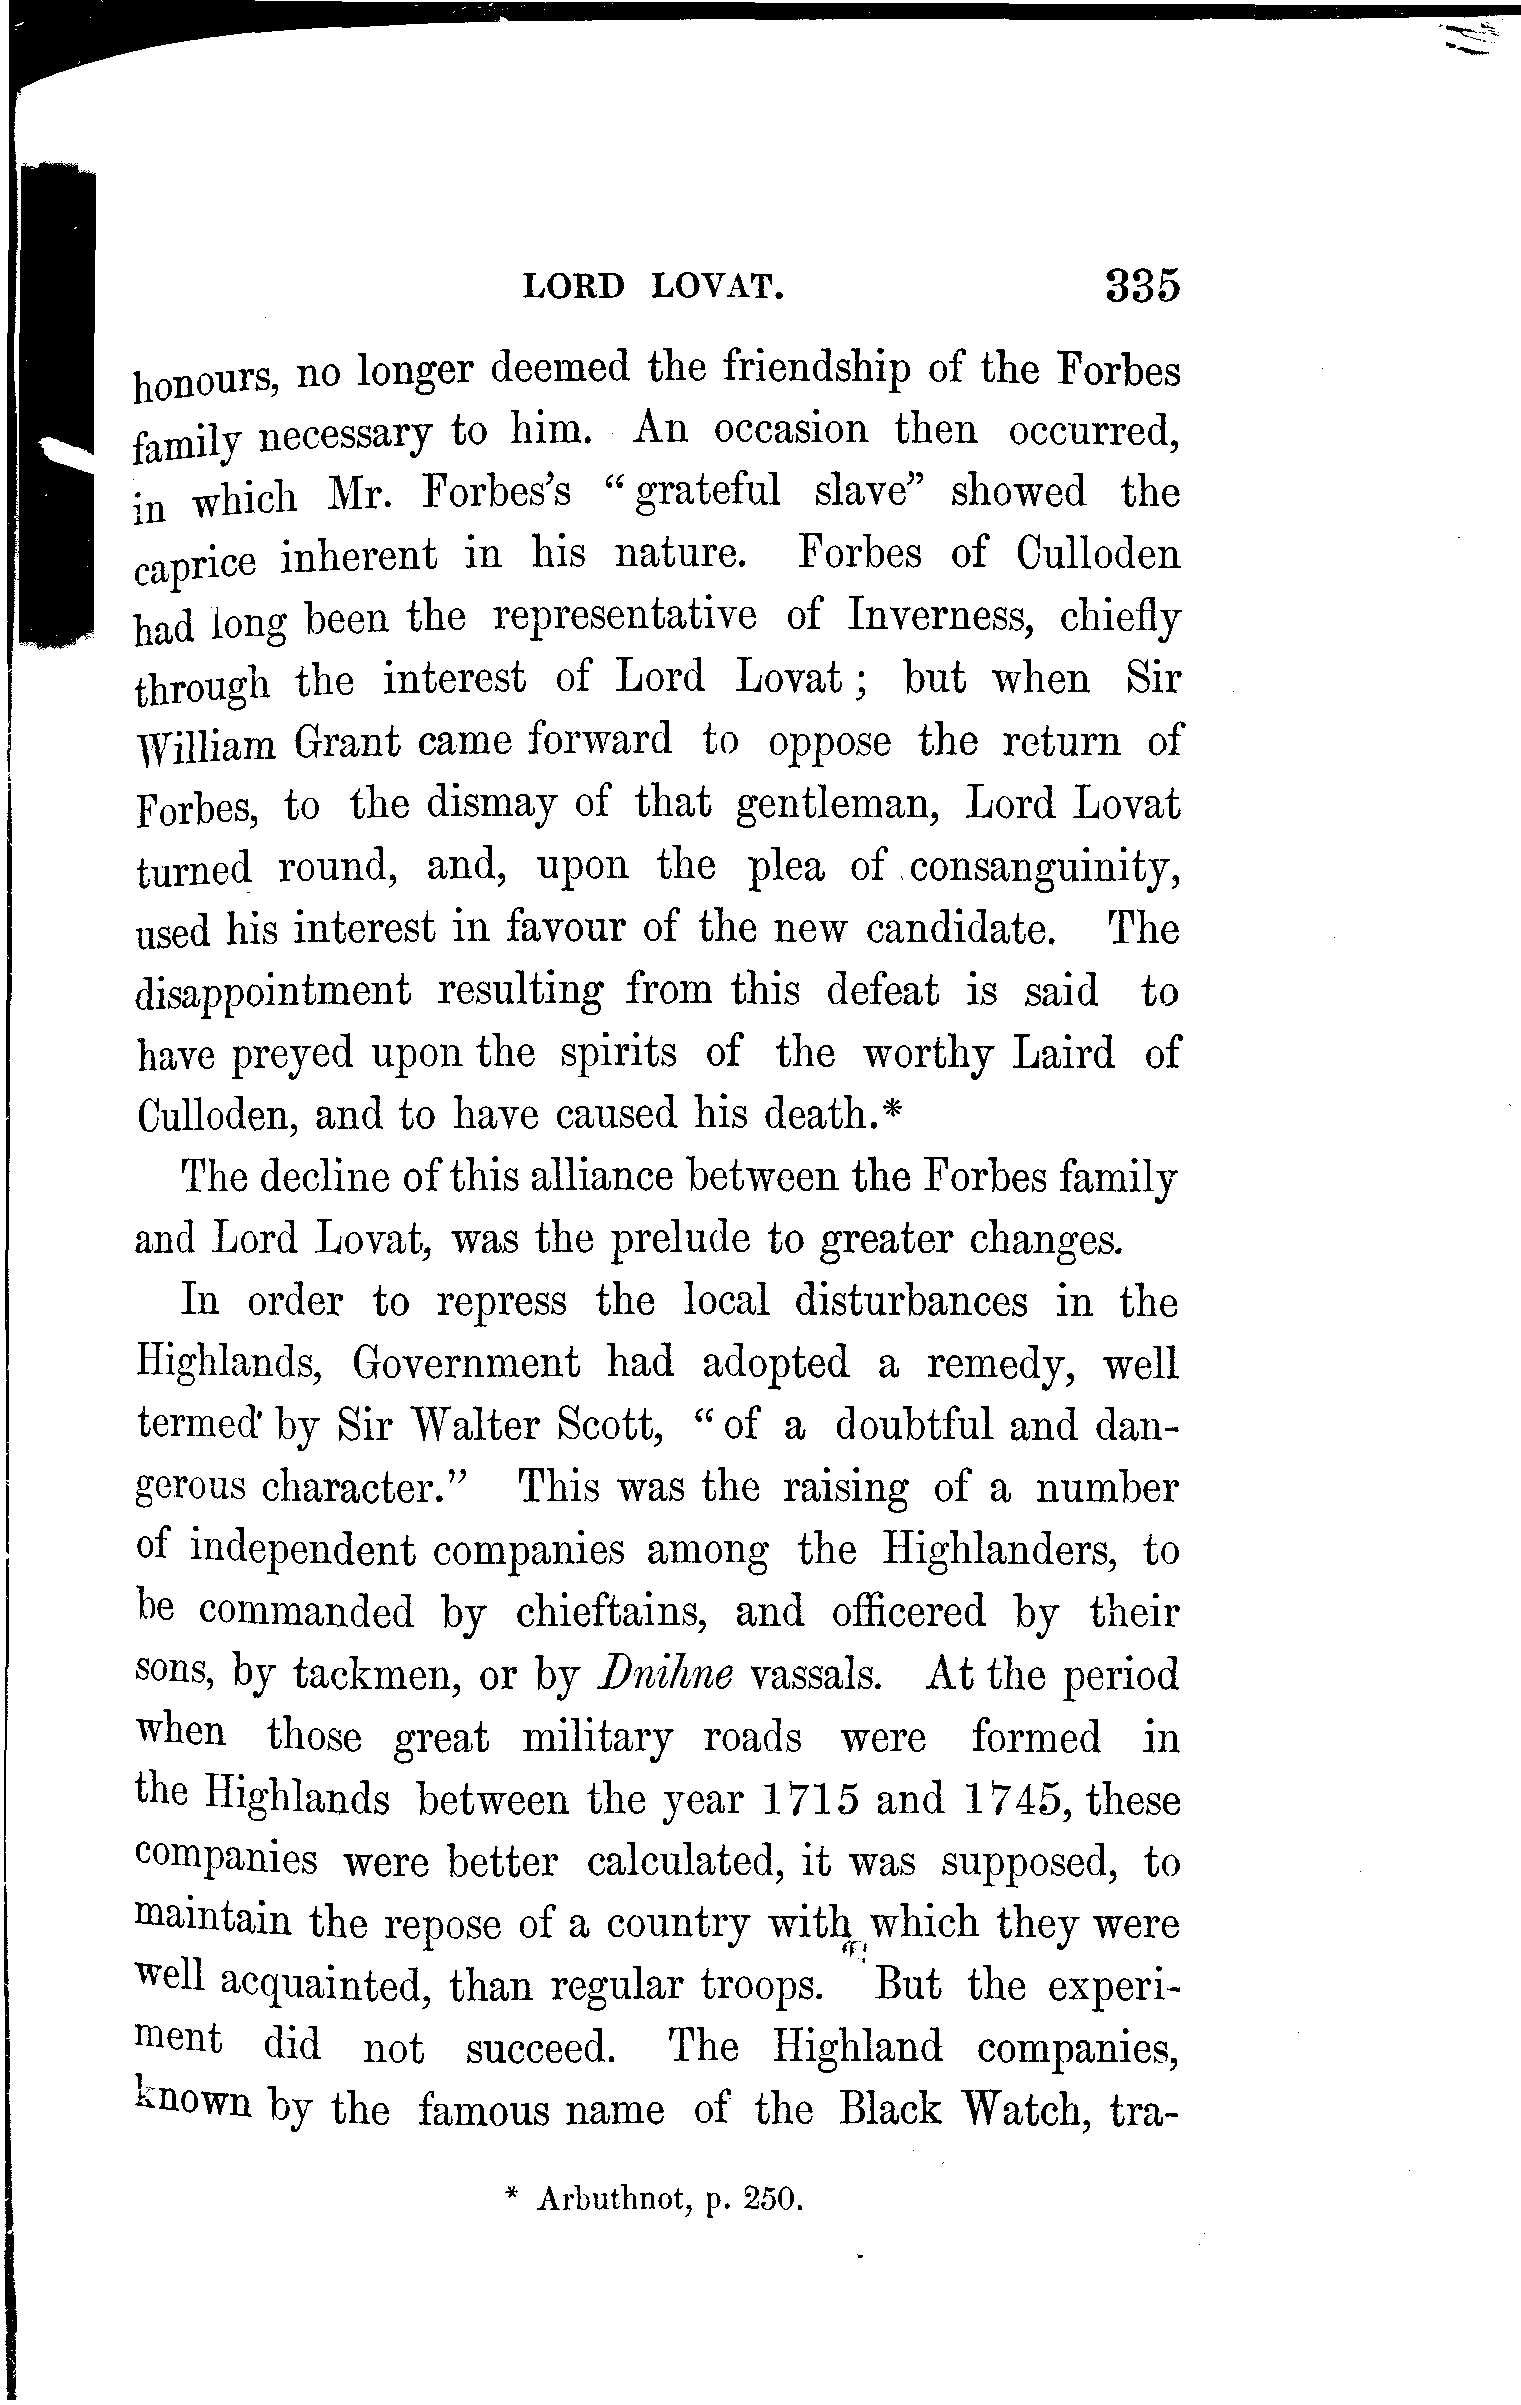 LORD LOVAT. 335
honours, no longer deemed the friendship of the Forbes
family necessary to him. An occasion then occurred,
in which Mr. Forbes's "grateful slave" showed the
caprice inherent in his nature. Forbes of Culloden
had long been the representative of Inverness, chiefly
through the interest of Lord Lovat; but when Sir
William Grant came forward to oppose the return of
Forbes, to the dismay of that gentleman, Lord Lovat
turned round, and, upon the plea of consanguinity,
used his interest in favour of the new candidate. The
disappointment resulting from this defeat is said to
have preyed upon the spirits of the worthy Laird of
Culloden, and to have caused his death.*
The decline of this alliance between the Forbes family
and Lord Lovat, was the prelude to greater changes.
In order to repress the local disturbances in the
Highlands, Government had adopted a remedy, well
termed by Sir Walter Scott, "of a doubtful and dan-
gerous character." This was the raising of a number
of independent companies among the Highlanders, to
be commanded by chieftains, and officered by their
sons, by tackmen, or by Dnihne vassals. At the period
when those great military roads were formed in
the Highlands between the year 1715 and 1745, these
companies were better calculated, it was supposed, to
maintain the repose of a country with which they were
well acquainted, than regular troops. But the experi-
ment did not succeed. The Highland companies,
known by the famous name of the Black Watch, tra-
* Arbuthnot, p. 250.